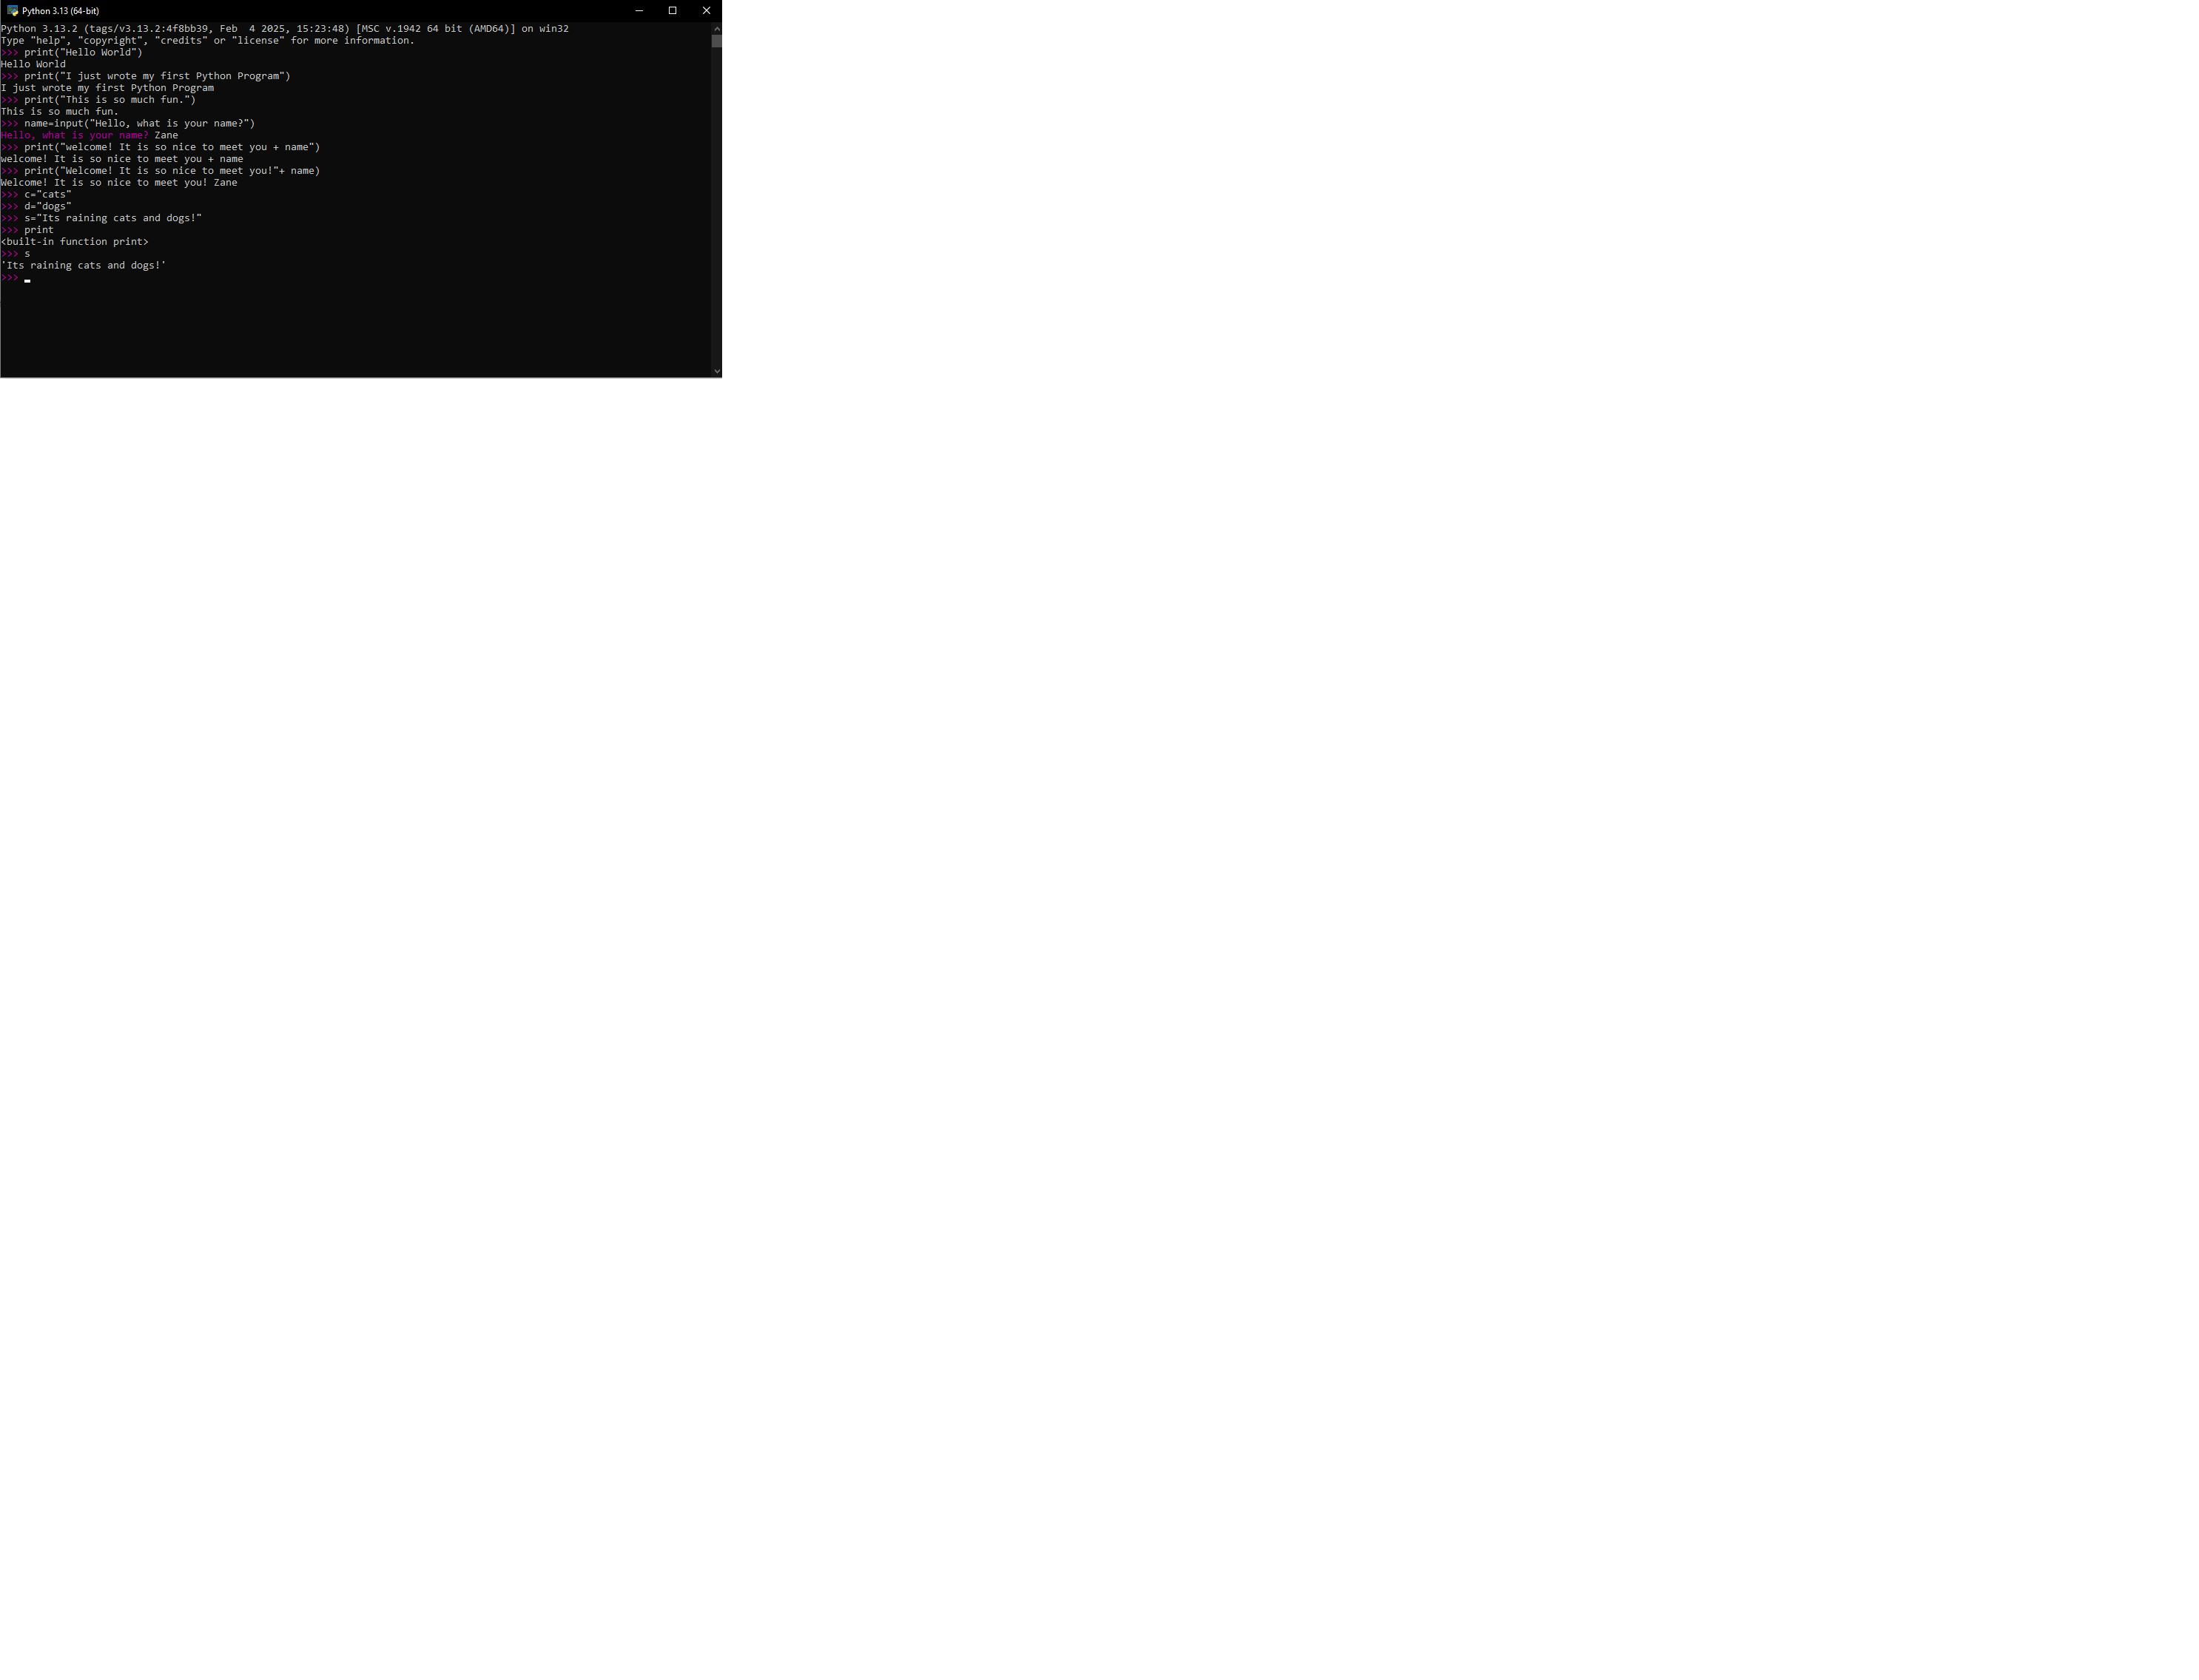 Python 3.13 (64-bit)
Python 3.13.2 (tags/v3.13.2:4f8bb39, Feb  4 2025, 15:23:48) [MSC v.1942 64 bit (AMD64)] on win32
Type "help", "copyright", "credits" or "license" for more information.
>>> print("Hello World")
Hello World
>>> print("I just wrote my first Python Program")
I just wrote my first Python Program
>>> print("This is so much fun.")
This is so much fun.
>>> name=input("Hello, what is your name?")
Hello, what is your name? Zane
>>> print("welcome! It is so nice to meet you + name")
welcome! It is so nice to meet you + name
>>> print("Welcome! It is so nice to meet you!"+ name)
Welcome! It is so nice to meet you! Zane
>>> c="cats"
>>> d="dogs"
>>> s="Its raining cats and dogs!"
>>> print
<built-in function print>
>>> s
'Its raining cats and dogs!'
>>>